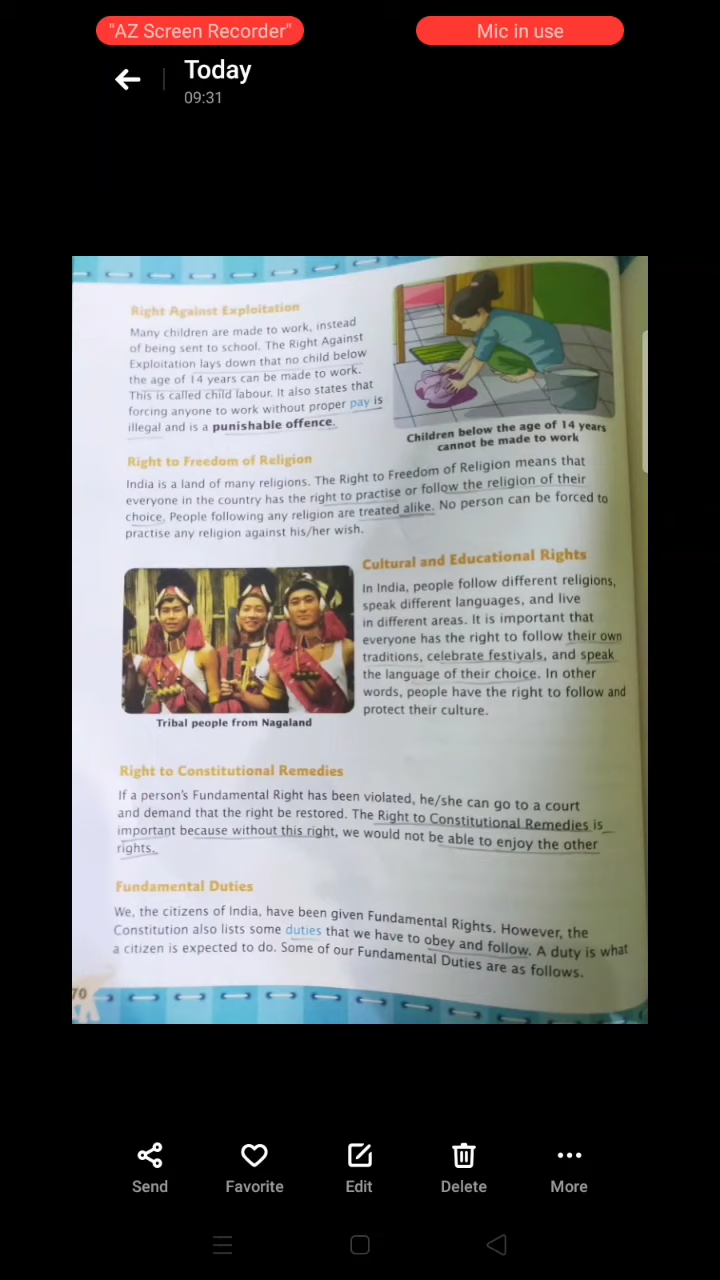 "AZ Screen Recorder"
Mic in use
Today
09:31
Right Against Exploitation
Many children are made to work, instead
of being sent to school. The Right Against
Exploitation lays down that no child below
the age of 14 years can be made to work.
This is called child labour. It also states that
forcing anyone to work without proper pay is
illegal and is a punishable offence.
Children below the age of 14 years
cannot be made to work
Right to Freedom of Religion
India is a land of many religions. The Right to Freedom of Religion means that
everyone in the country has the right to practise or follow the religion of their
choice. People following any religion are treated alike. No person can be forced to
practise any religion against his/her wish.
Cultural and Educational Rights
In India, people follow different religions,
speak different languages, and live
in different areas. It is important that
everyone has the right to follow their own
traditions, celebrate festivals, and speak
the language of their choice. In other
words, people have the right to follow and
protect their culture.
Tribal people from Nagaland
Right to Constitutional Remedies
If a person's Fundamental Right has been violated, he/she can go to a court
and demand that the right be restored. The Right to Constitutional Remedies is
important because without this right, we would not be able to enjoy the other
rights.
Fundamental Duties
We, the citizens of India, have been given Fundamental Rights. However, the
Constitution also lists some duties that we have to obey and follow. A duty is what
a citizen is expected to do. Some of our Fundamental Duties are as follows.
70
Send
Favorite
Edit
Delete
More